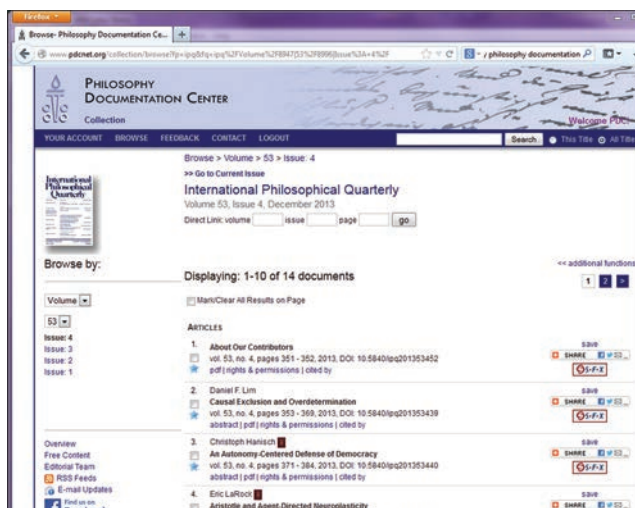 Firefox
Browse- Philosophy Documentation Ce...
www.pdcnet.org/collection/browse?fp=ipq&fq=ipq%2FVolume%2F8947|53%2F8996|Issue%3A+4%2F
philosophy documentation
PHILOSOPHY
DOCUMENTATION CENTER
Collection
Welcome PDC!
YOUR ACCOUNT BROWSE FEEDBACK CONTACT LOGOUT
Search This Title All Title
Browse > Volume > 53 > Issue: 4
>> Go to Current Issue
International Philosophical Quarterly
Volume 53, Issue 4, December 2013
Direct Link: volume issue page go
International
Philosophical
Quarterly
Browse by:
<< additional functions
Displaying: 1-10 of 14 documents
1 2 >
Volume
Mark/Clear All Results on Page
53
Issue: 4
Issue: 3
Issue: 2
Issue: 1
ARTICLES
1. About Our Contributors
vol. 53, no. 4, pages 351 - 352, 2013, DOI: 10.5840/ipq201353452
pdf | rights & permissions | cited by
save
SHARE
S-F-X
2. Daniel F. Lim
Causal Exclusion and Overdetermination
vol. 53, no. 4, pages 353 - 369, 2013, DOI: 10.5840/ipq201353439
abstract | pdf | rights & permissions | cited by
save
SHARE
S-F-X
3. Christoph Hanisch
An Autonomy-Centered Defense of Democracy
vol. 53, no. 4, pages 371 - 384, 2013, DOI: 10.5840/ipq201353440
abstract | pdf | rights & permissions | cited by
save
SHARE
S-F-X
4. Eric LaRock
Aristotle and Agent-Directed Neuroplasticity
save
SHARE
Overview
Free Content
Editorial Team
RSS Feeds
E-mail Updates
Find us on